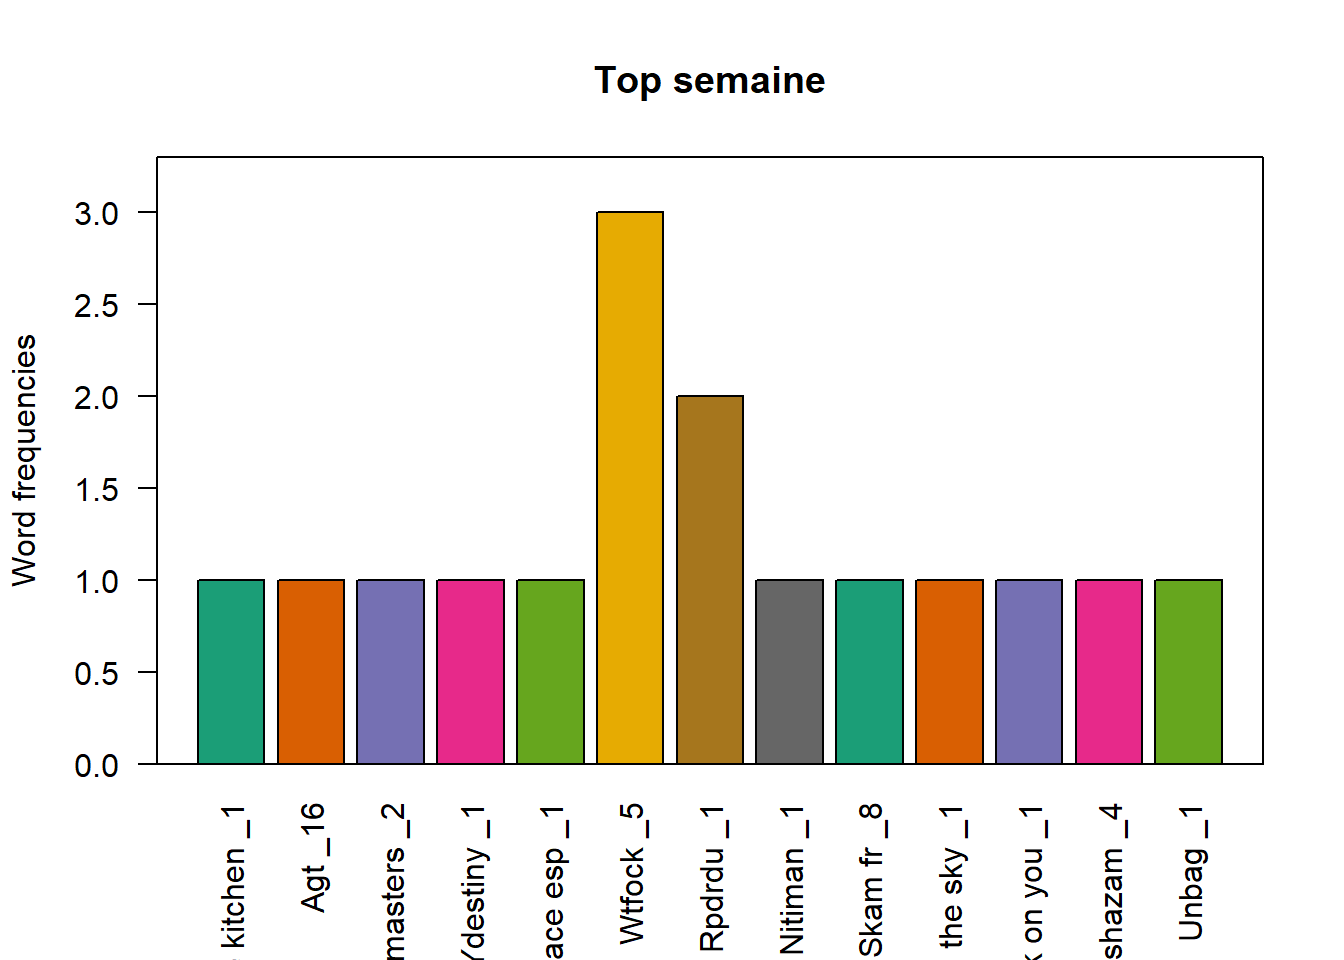 Top semaine
Word frequencies
3.0
2.5
2.0
1.5
1.0
0.5
0.0
kitchen _1
Agt _16
masters _2
Ydestiny _1
ace esp _1
Wtfock _5
Rpdrdu _1
Nitiman _1
Skam fr _8
the sky _1
on you _1
shazam _4
Unbag _1